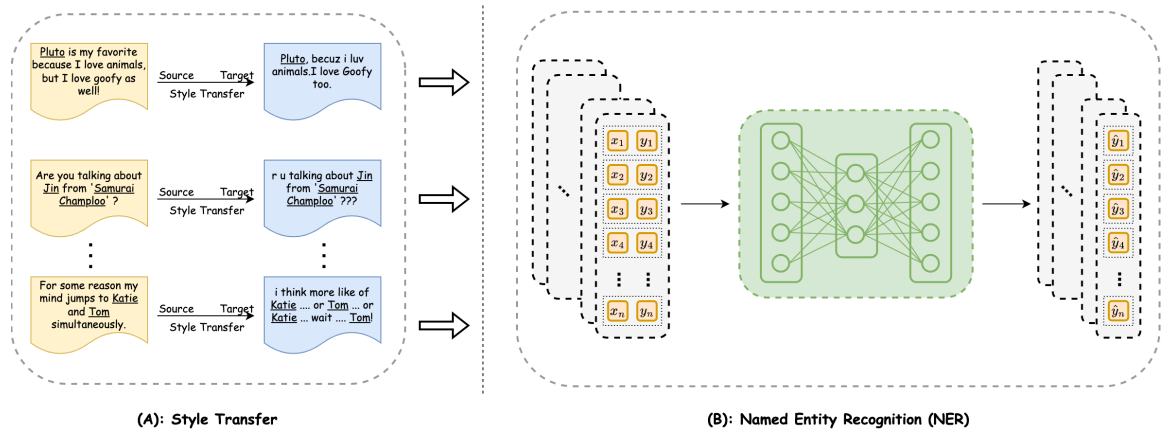 Pluto is my favorite
because I love animals,
but I love goofy as
well!
Source Target
Style Transfer
Pluto, becuz i luv
animals.I love Goofy
too.
Are you talking about
Jin from 'Samurai
Champloo' ?
Source Target
Style Transfer
r u talking about Jin
from 'Samurai
Champloo' ???
For some reason my
mind jumps to Katie
and Tom
simultaneously.
Source Target
Style Transfer
i think more like of
Katie .... or Tom ... or
Katie ... wait .... Tom!
(A): Style Transfer
x₁ y₁
x₂ y₂
x₃ y₃
x₄ y₄
xₙ yₙ
ŷ₁
ŷ₂
ŷ₃
ŷ₄
ŷₙ
(B): Named Entity Recognition (NER)